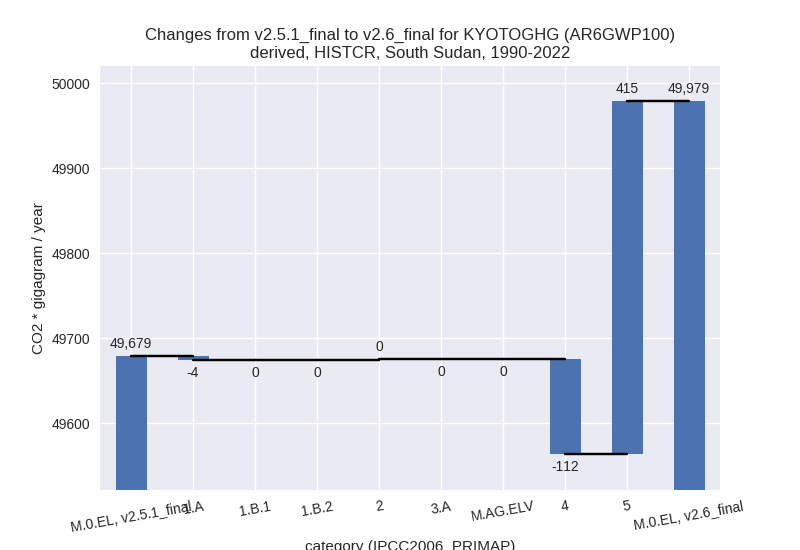 Changes from v2.5.1_final to v2.6_final for KYOTOGHG (AR6GWP100)
derived, HISTCR, South Sudan, 1990-2022
CO2 * gigagram / year
50000
49900
49800
49700
49600
49,679
-4
0
0
0
0
0
-112
415
49,979
M.0.EL, v2.5.1_final
1.A
1.B.1
1.B.2
2
3.A
M.AG.ELV
4
5
M.0.EL, v2.6_final
category (IPCC2006_PRIMAP)